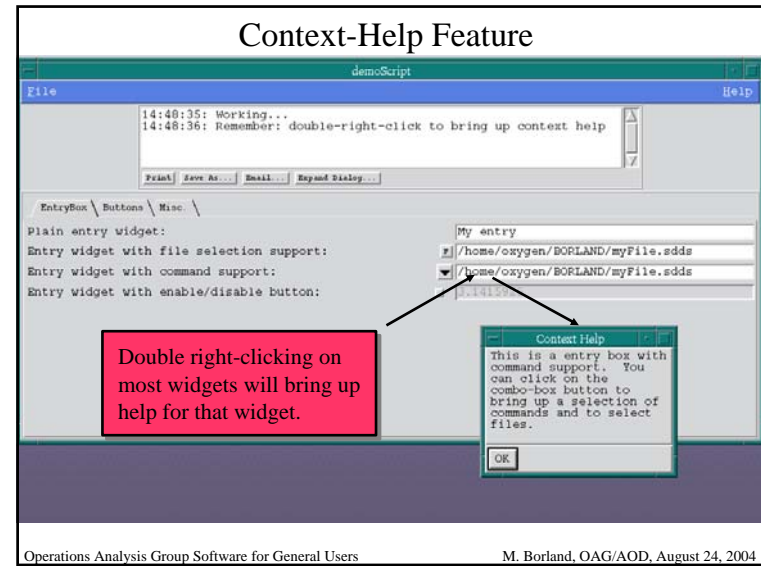 Context-Help Feature
demoScript
File Help
14:48:35: Working...
14:48:36: Remember: double-right-click to bring up context help
Print Save As... Email... Expand Dialog...
EntryBox Buttons Misc.
Plain entry widget: My entry
Entry widget with file selection support: /home/oxygen/BORLAND/myFile.sdds
Entry widget with command support: /home/oxygen/BORLAND/myFile.sdds
Entry widget with enable/disable button:
Double right-clicking on
most widgets will bring up
help for that widget.
Context Help
This is a entry box with
command support. You
can click on the
combo-box button to
bring up a selection of
commands and to select
files.
OK
Operations Analysis Group Software for General Users M. Borland, OAG/AOD, August 24, 2004